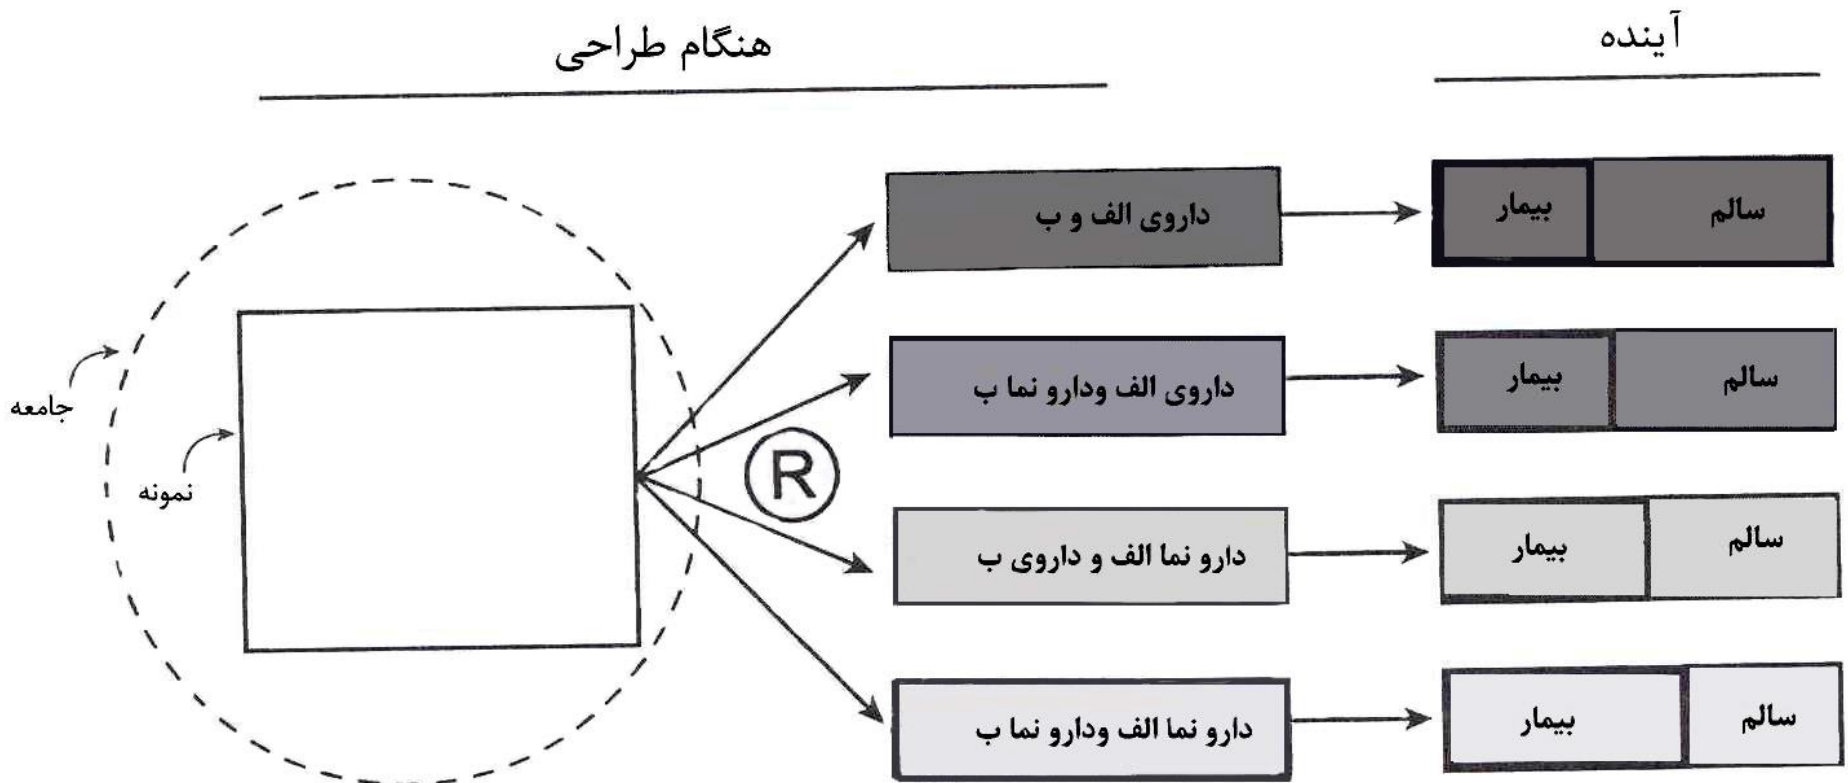 آینده
هنگام طراحی
داروی الف و ب
بیمار
سالم
داروی الف ودارو نما ب
بیمار
سالم
جامعه
نمونه
R
دارو نما الف و داروی ب
بیمار
سالم
دارو نما الف ودارو نما ب
بیمار
سالم